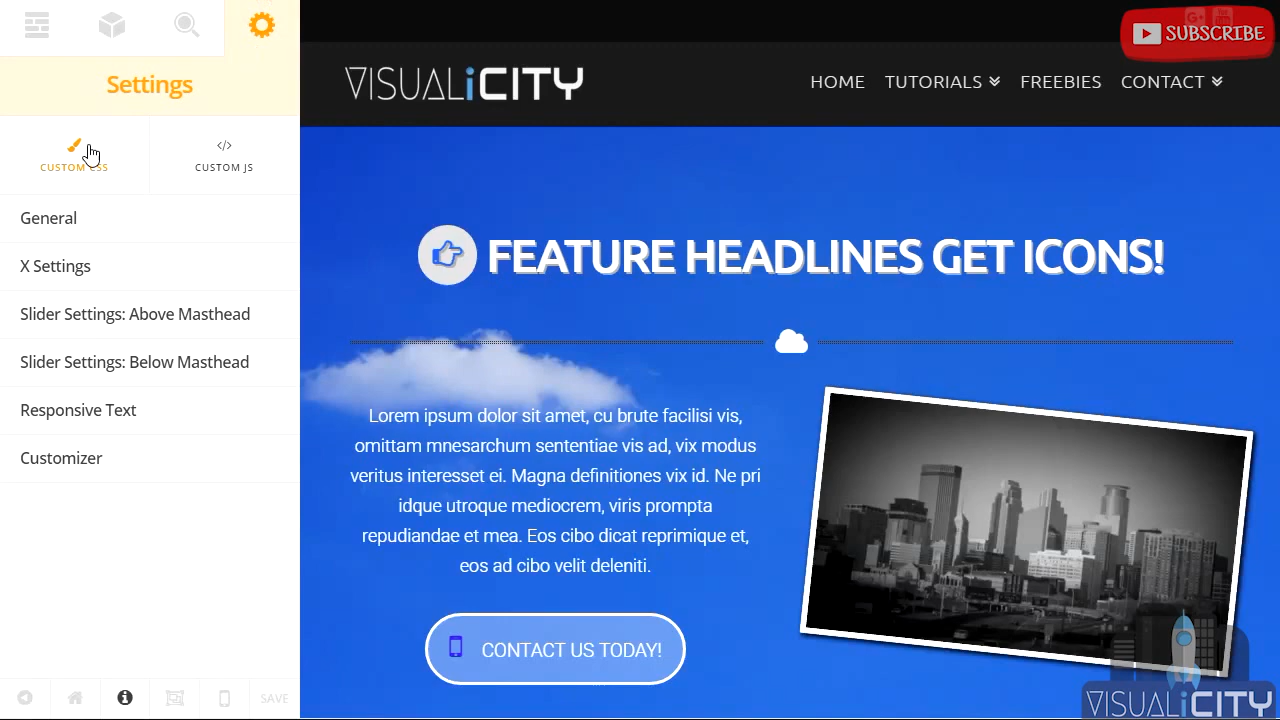 Settings
CUSTOM CSS
CUSTOM JS
General
X Settings
Slider Settings: Above Masthead
Slider Settings: Below Masthead
Responsive Text
Customizer
SAVE
SUBSCRIBE
VISUALiCITY
HOME
TUTORIALS
FREEBIES
CONTACT
FEATURE HEADLINES GET ICONS!
Lorem ipsum dolor sit amet, cu brute facilisi vis,
omittam mnesarchum sententiae vis ad, vix modus
veritus interesset ei. Magna definitiones vix id. Ne pri
idque utroque mediocrem, viris prompta
repudiandae et mea. Eos cibo dicat reprimique et,
eos ad cibo velit deleniti.
CONTACT US TODAY!
VISUALiCITY